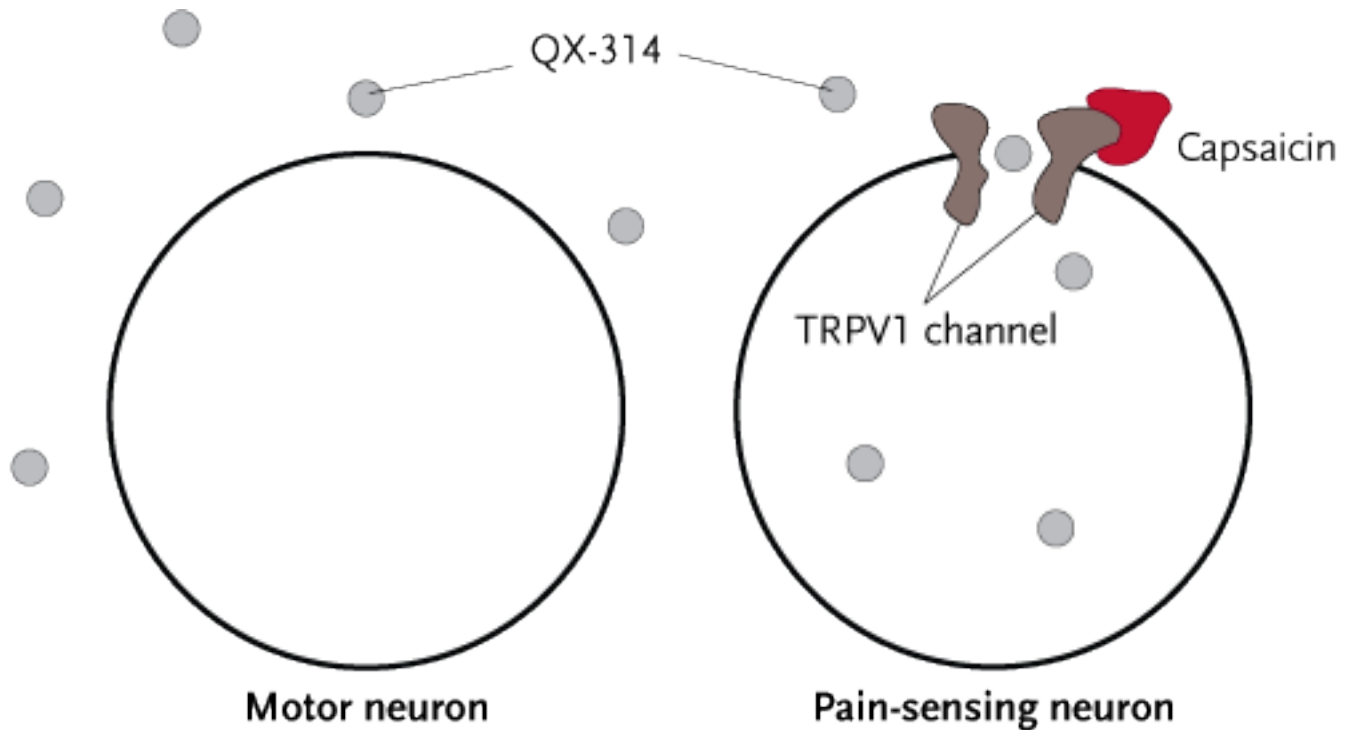 QX-314
Capsaicin
TRPV1 channel
Motor neuron
Pain-sensing neuron